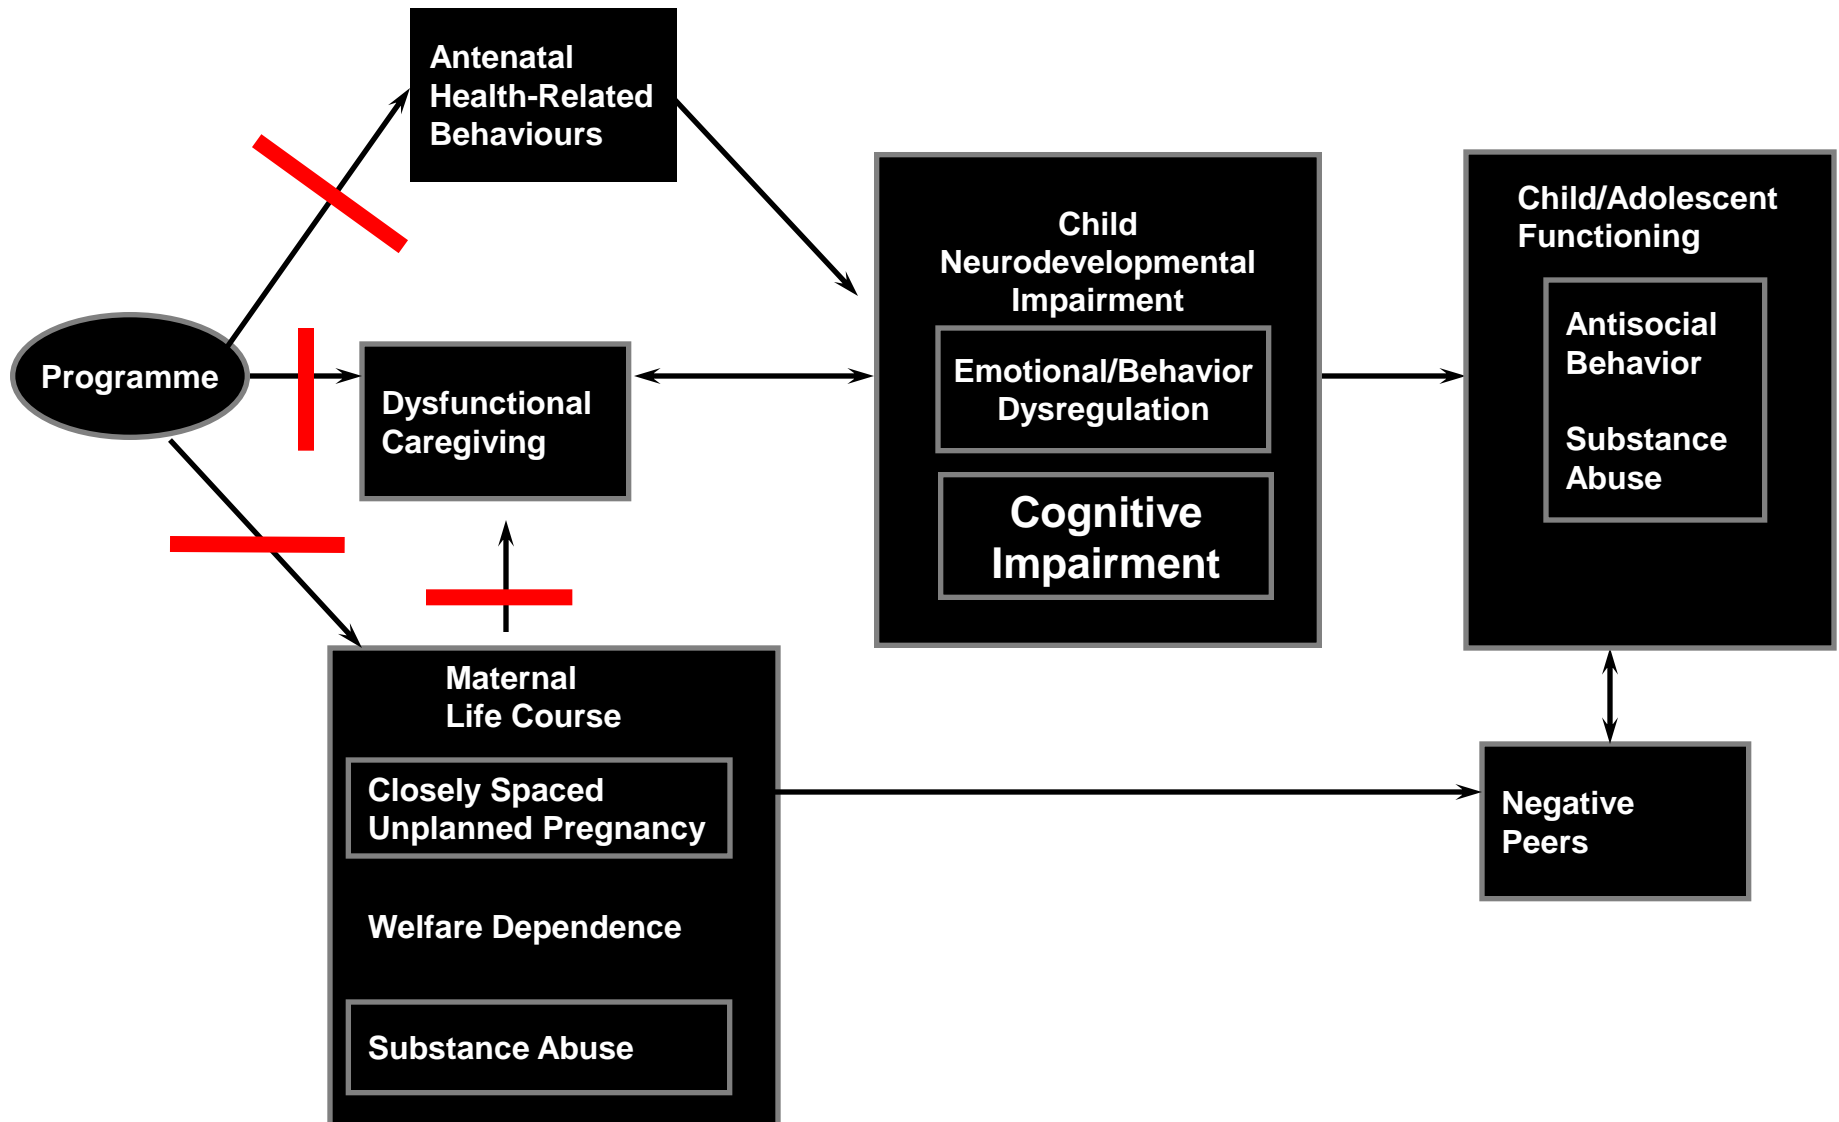 Antenatal
Health-Related
Behaviours
Programme
Dysfunctional
Caregiving
Maternal
Life Course
Closely Spaced
Unplanned Pregnancy
Welfare Dependence
Substance Abuse
Child
Neurodevelopmental
Impairment
Emotional/Behavior
Dysregulation
Cognitive
Impairment
Child/Adolescent
Functioning
Antisocial
Behavior
Substance
Abuse
Negative
Peers